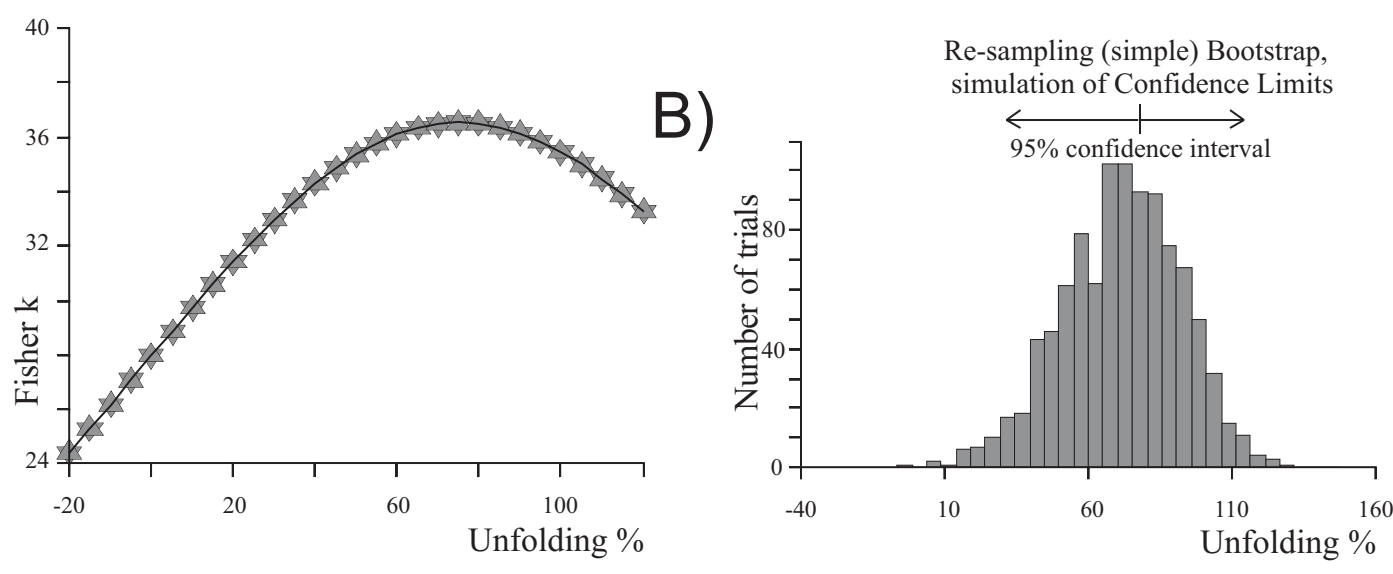 40
36
32
24
Fisher k
-20
20
60
100
Unfolding %
B)
Re-sampling (simple) Bootstrap,
simulation of Confidence Limits
95% confidence interval
Number of trials
80
40
0
-40
10
60
110
160
Unfolding %